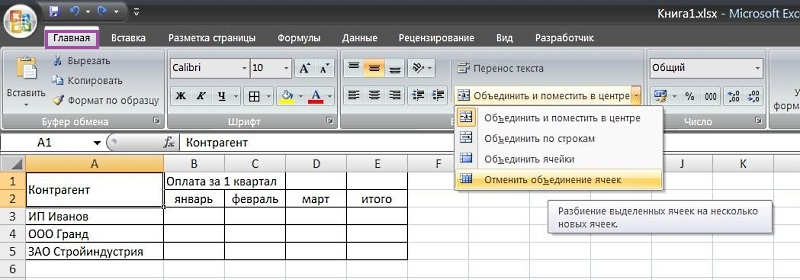 Книга1.xlsx - Microsoft Exc
Главная Вставка Разметка страницы Формулы Данные Рецензирование Вид Разработчик
Вырезать
Копировать
Формат по образцу
Вставить
Буфер обмена
Calibri 10
Ж К Ч
Шрифт
Перенос текста
Объединить и поместить в центре
Общий
% 000
Число
Объединить и поместить в центре
Объединить по строкам
Объединить ячейки
Отменить объединение ячеек
Разбиение выделенных ячеек на несколько
новых ячеек.
A1 Контрагент
A B C D E F J K L
1 Контрагент Оплата за 1 квартал
2 январь февраль март итого
3 ИП Иванов
4 ООО Гранд
5 ЗАО Стройиндустрия